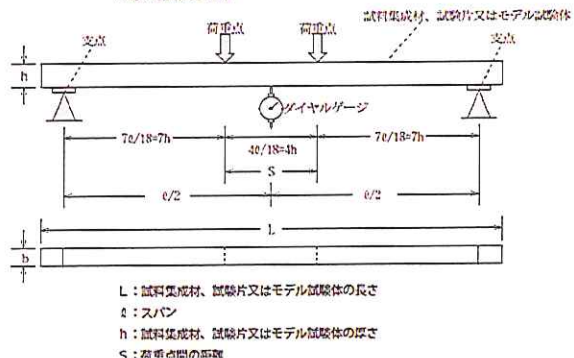 荷重点 荷重点 試料集成材、試験片又はモデル試験体
支点 支点
h
ダイヤルゲージ
7ℓ/18=7h 4ℓ/18=4h 7ℓ/18=7h
S
ℓ/2 ℓ/2
L
b
L:試料集成材、試験片又はモデル試験体の長さ
ℓ:スパン
h:試料集成材、試験片又はモデル試験体の厚さ
S:荷重点間の距離